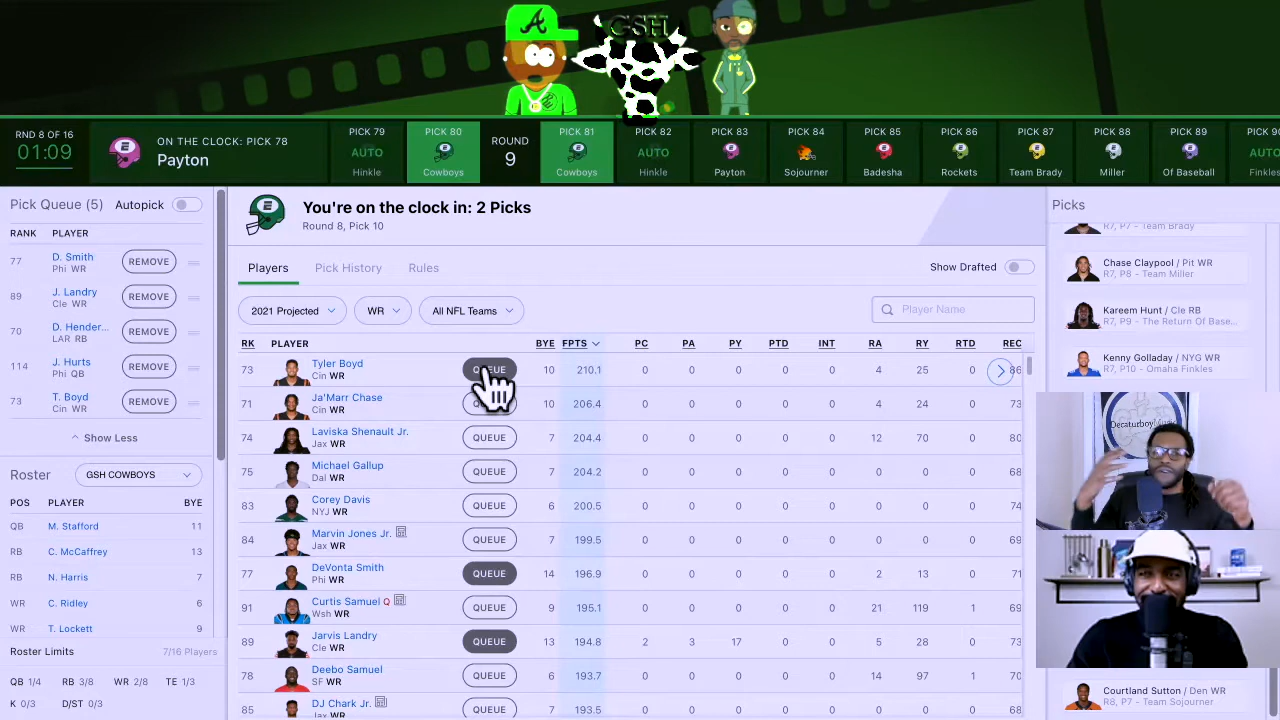 GSH
RND 8 OF 16
01:09
ON THE CLOCK: PICK 78
Payton
PICK 79
AUTO
Hinkle
PICK 80
Cowboys
ROUND
9
PICK 81
Cowboys
PICK 82
AUTO
Hinkle
PICK 83
Payton
PICK 84
Sojourner
PICK 85
Badesha
PICK 86
Rockets
PICK 87
Team Brady
PICK 88
Miller
PICK 89
Of Baseball
AUTO
Pick Queue (5)
Autopick
RANK PLAYER
77 D. Smith REMOVE
Phi WR
89 J. Landry REMOVE
Cle WR
70 D. Hender... REMOVE
LAR RB
114 J. Hurts REMOVE
Phi QB
73 T. Boyd REMOVE
Cin WR
Show Less
Roster GSH COWBOYS
POS PLAYER BYE
QB M. Stafford 11
RB C. McCaffrey 13
RB N. Harris 7
WR C. Ridley 6
WR T. Lockett 9
Roster Limits 7/16 Players
QB 1/4 RB 3/8 WR 2/8 TE 1/3
K 0/3 D/ST 0/3
You're on the clock in: 2 Picks
Round 8, Pick 10
Players Pick History Rules
Show Drafted
2021 Projected WR All NFL Teams
Player Name
RK PLAYER BYE FPTS PC PA PY PTD INT RA RY RTD REC
73 Tyler Boyd QUEUE 10 210.1 0 0 0 0 0 4 25 0 86
Cin WR
71 Ja'Marr Chase 10 206.4 0 0 0 0 0 4 24 0 73
Cin WR
74 Laviska Shenault Jr. QUEUE 7 204.4 0 0 0 0 0 12 70 0 80
Jax WR
75 Michael Gallup QUEUE 7 204.2 0 0 0 0 0 0 0 0 68
Dal WR
83 Corey Davis QUEUE 6 200.5 0 0 0 0 0 0 0 0 74
NYJ WR
84 Marvin Jones Jr. QUEUE 7 199.5 0 0 0 0 0 0 0 0 73
Jax WR
77 DeVonta Smith QUEUE 14 196.9 0 0 0 0 0 2 13 0 71
Phi WR
91 Curtis Samuel Q QUEUE 9 195.1 0 0 0 0 0 21 119 1 69
Wsh WR
89 Jarvis Landry QUEUE 13 194.8 2 3 17 0 0 5 28 0 73
Cle WR
78 Deebo Samuel QUEUE 6 193.7 0 0 0 0 0 14 97 1 70
SF WR
85 DJ Chark Jr. QUEUE 7 193.5 0 0 0 0 0 0 0 0 67
Jax WR
Picks
R7, P7 - Team Brady
Chase Claypool / Pit WR
R7, P8 - Team Miller
Kareem Hunt / Cle RB
R7, P9 - The Return Of Base...
Kenny Golladay / NYG WR
R7, P10 - Omaha Finkles
Courtland Sutton / Den WR
R8, P7 - Team Sojourner